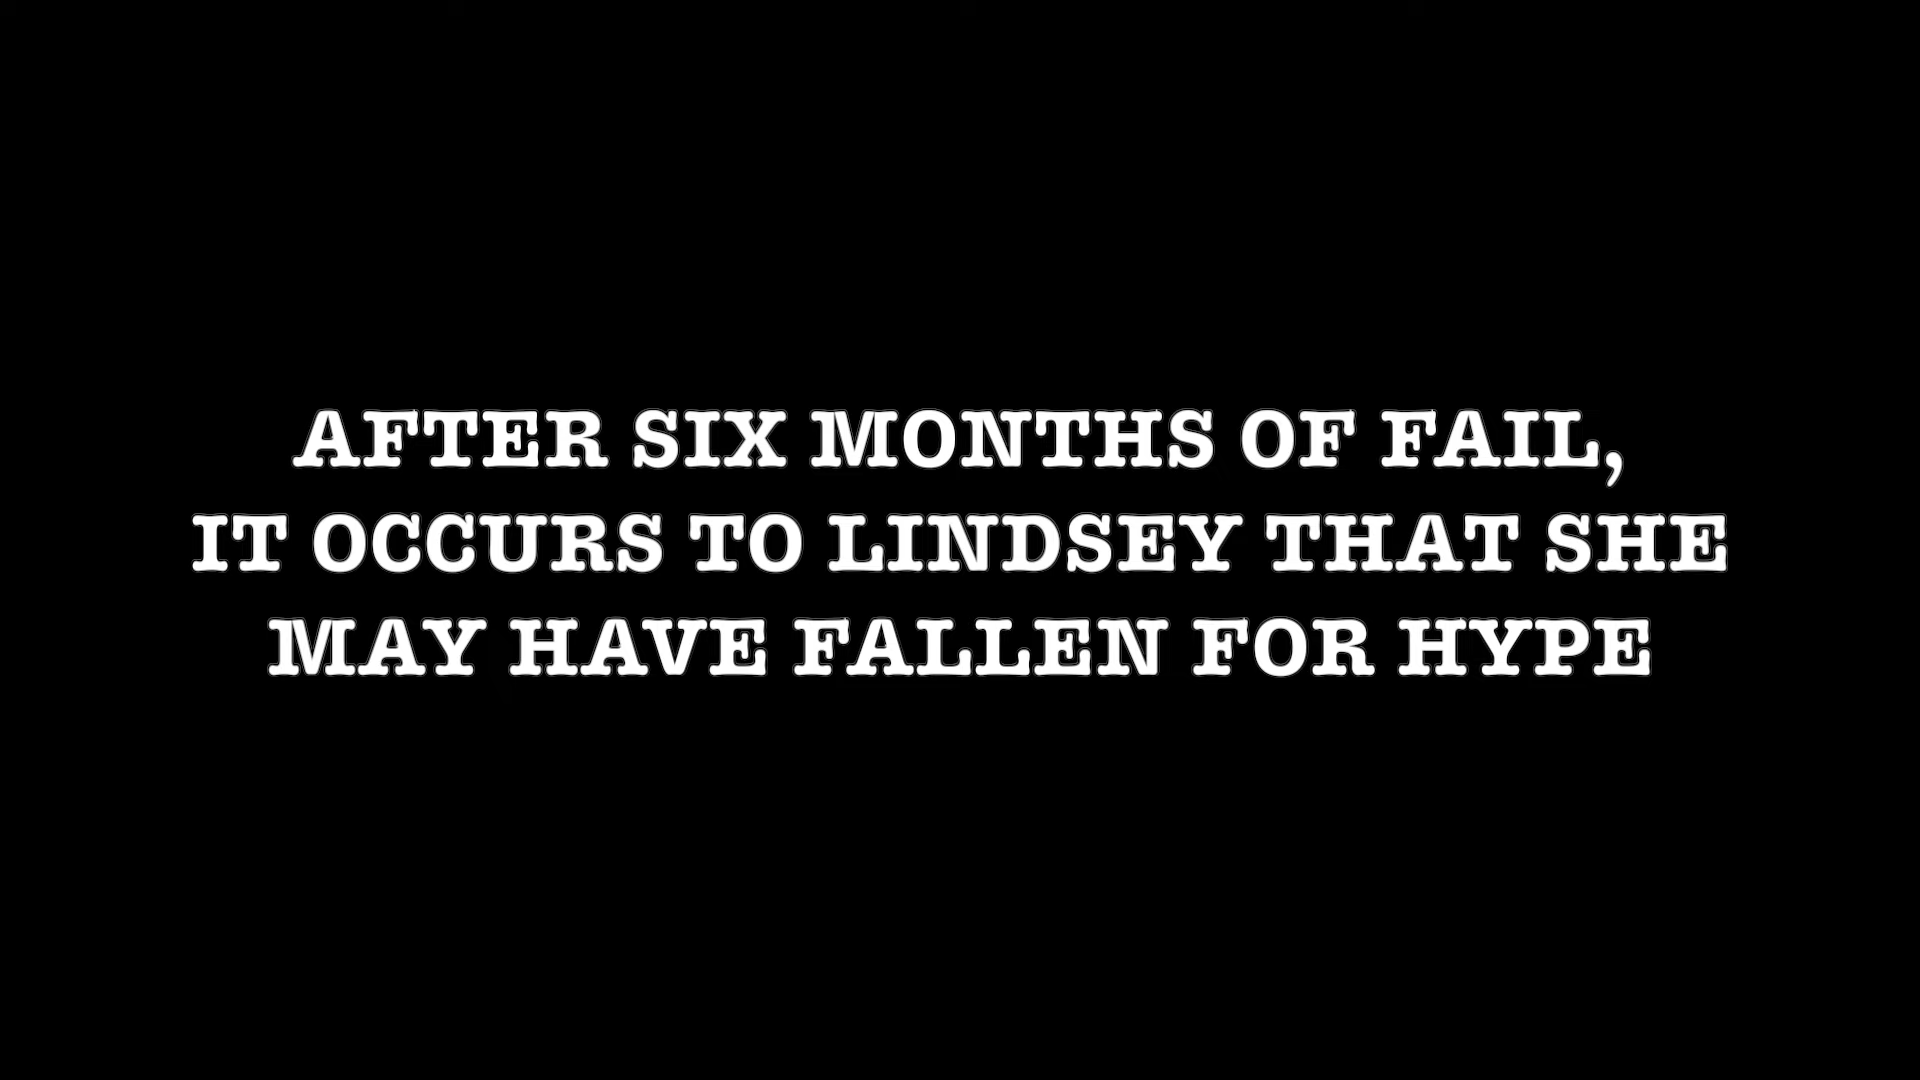 AFTER SIX MONTHS OF FAIL,
IT OCCURS TO LINDSEY THAT SHE
MAY HAVE FALLEN FOR HYPE